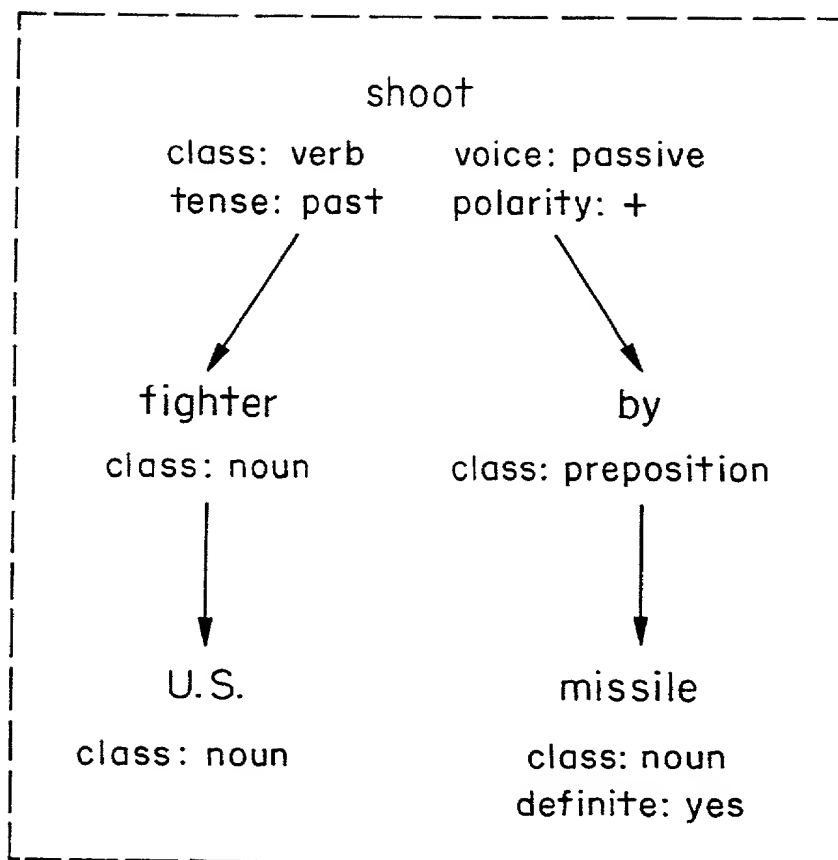 shoot
class: verb voice: passive
tense: past polarity: +
fighter by
class: noun class: preposition
U.S. missile
class: noun class: noun
definite: yes